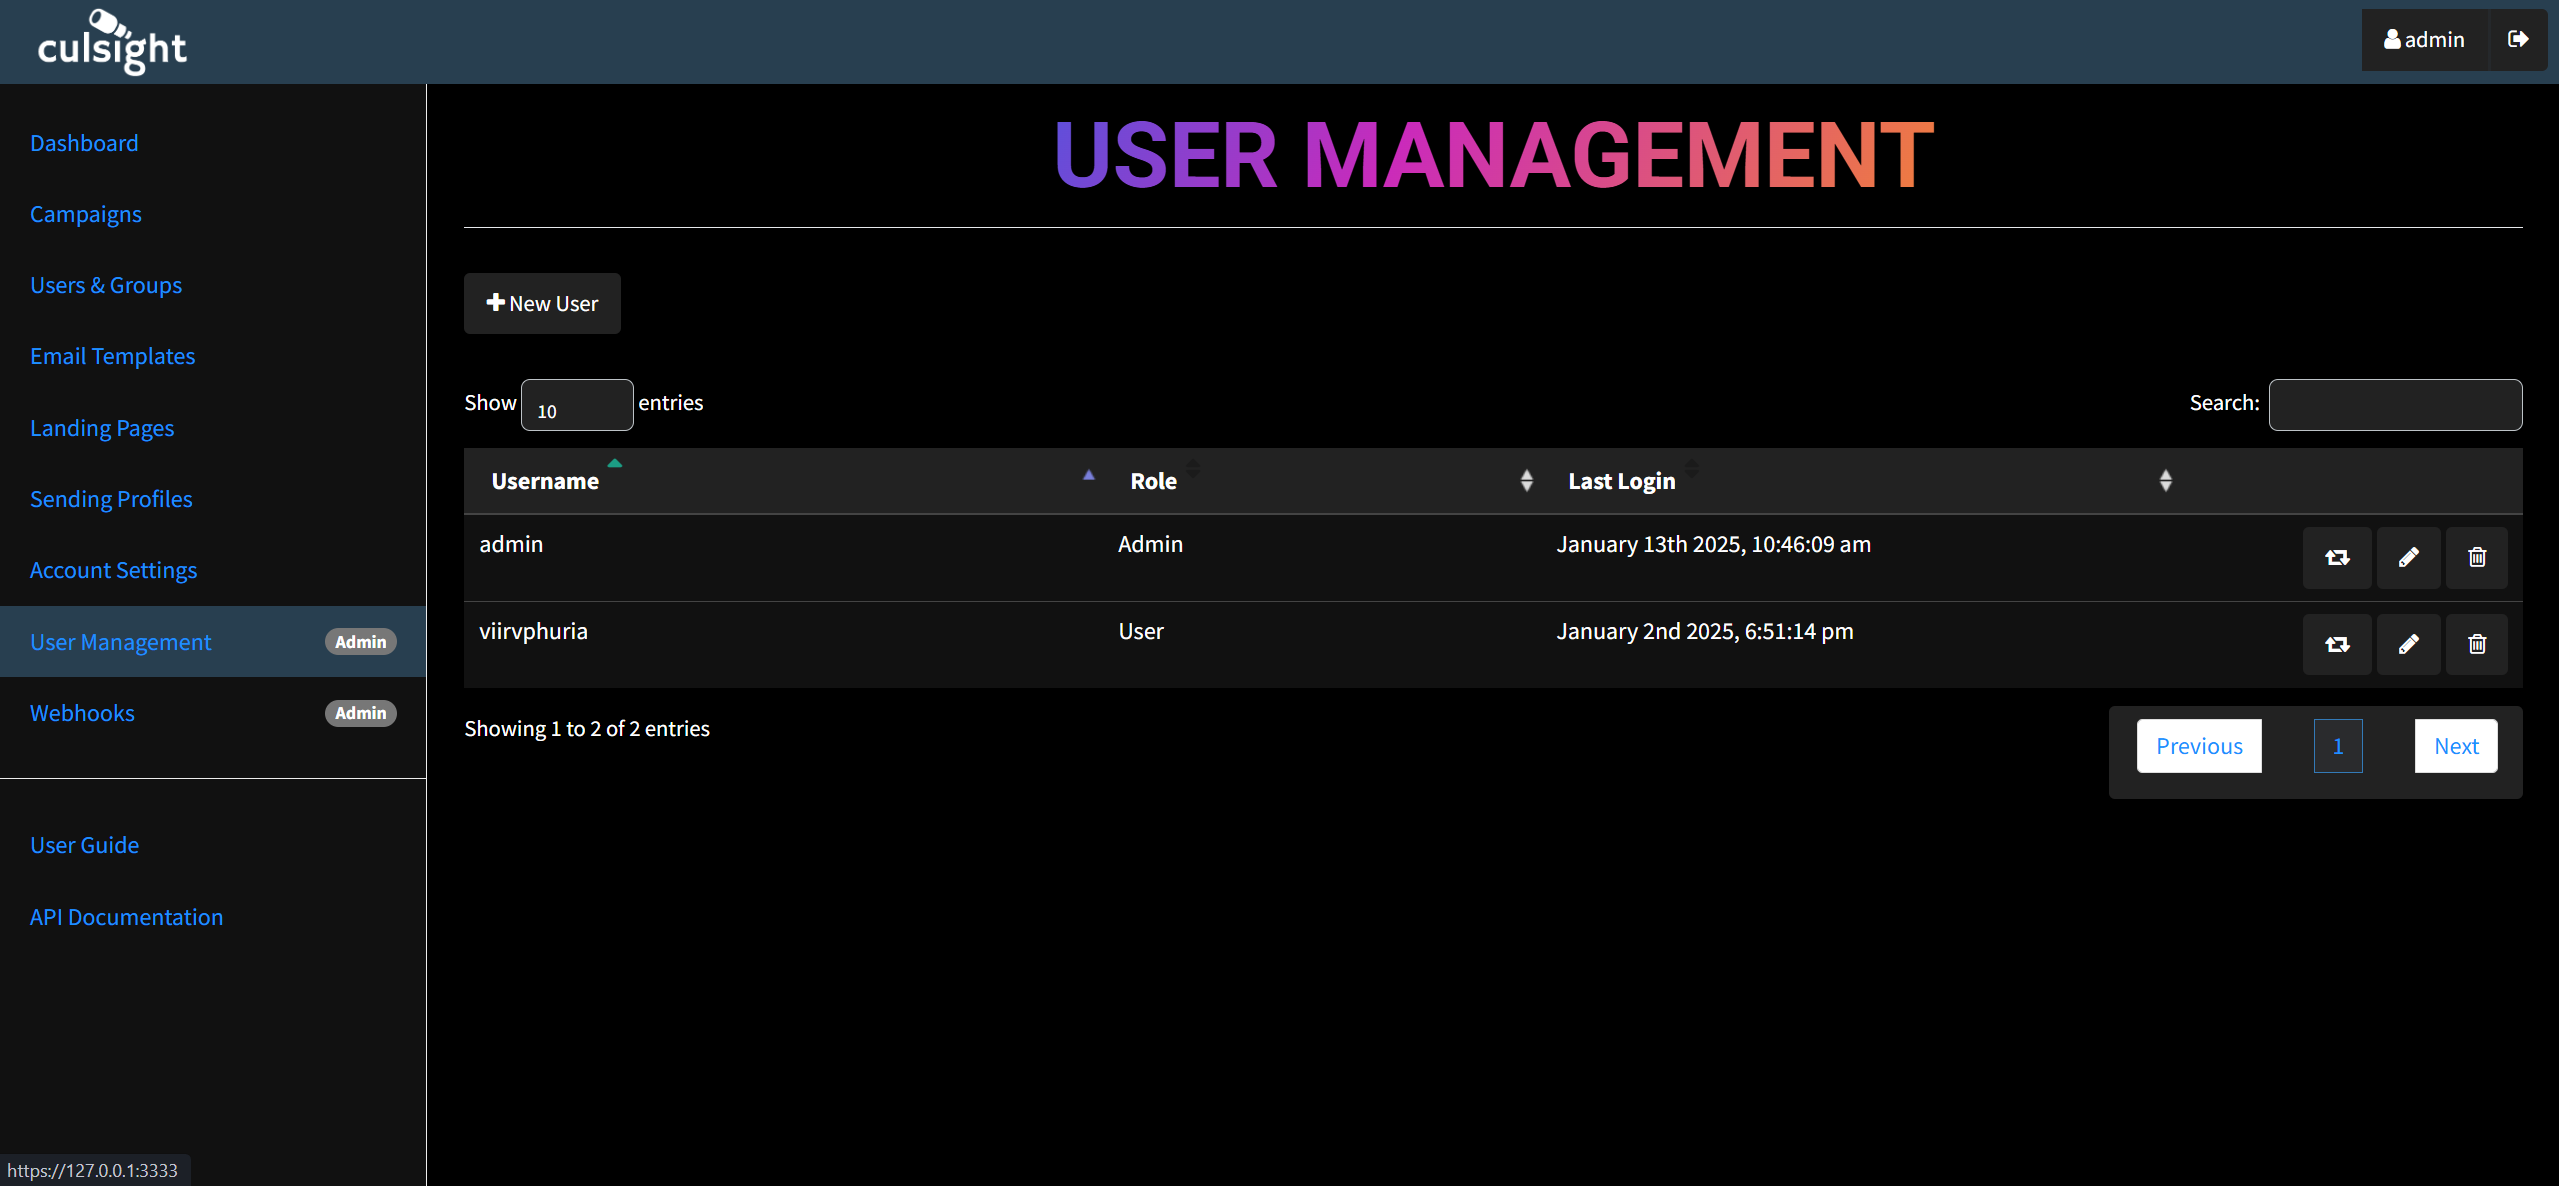 culsight
admin
Dashboard
Campaigns
Users & Groups
Email Templates
Landing Pages
Sending Profiles
Account Settings
User Management Admin
Webhooks Admin
User Guide
API Documentation
USER MANAGEMENT
New User
Show 10 entries
Search:
Username Role Last Login
admin Admin January 13th 2025, 10:46:09 am
viirvphuria User January 2nd 2025, 6:51:14 pm
Showing 1 to 2 of 2 entries
Previous 1 Next
https://127.0.0.1:3333